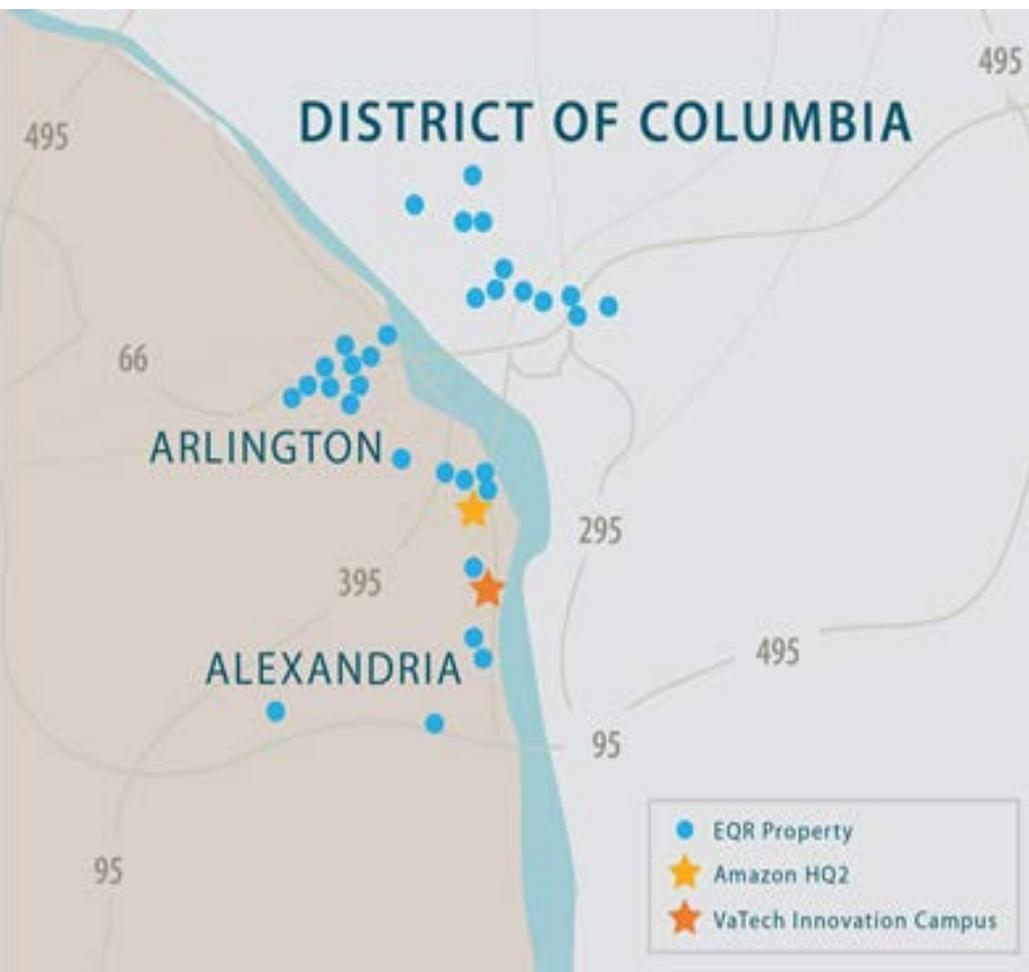 495
DISTRICT OF COLUMBIA
495
66
ARLINGTON
295
395
ALEXANDRIA
495
95
95
EQR Property
Amazon HQ2
VaTech Innovation Campus